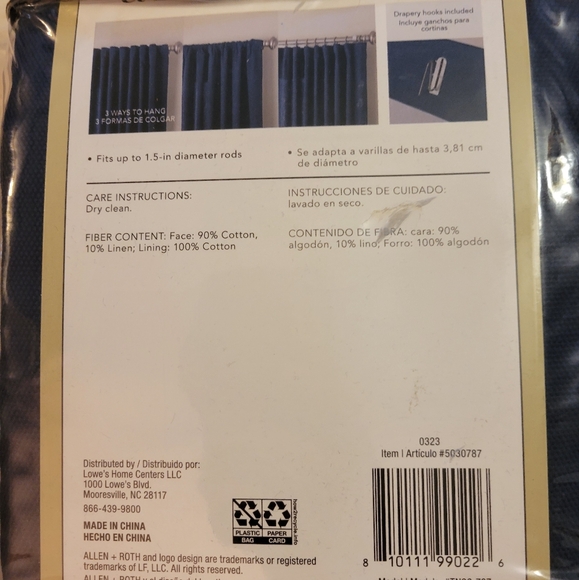 Drapery hooks included
Incluye ganchos para
cortinas
3 WAYS TO HANG
3 FORMAS DE COLGAR
• Fits up to 1.5-in diameter rods
• Se adapta a varillas de hasta 3,81 cm
de diámetro
CARE INSTRUCTIONS:
Dry clean.
INSTRUCCIONES DE CUIDADO:
lavado en seco.
FIBER CONTENT: Face: 90% Cotton,
10% Linen; Lining: 100% Cotton
CONTENIDO DE FIBRA: cara: 90%
algodón, 10% lino; Forro: 100% algodón
0323
Item | Artículo #5030787
Distributed by / Distribuido por:
Lowe's Home Centers LLC
1000 Lowe's Blvd.
Mooresville, NC 28117
866-439-9800
MADE IN CHINA
HECHO EN CHINA
PLASTIC
BAG
PAPER
CARD
how2recycle.info
8 10111 99022 6
ALLEN + ROTH and logo design are trademarks or registered
trademarks of LF, LLC. All rights reserved.